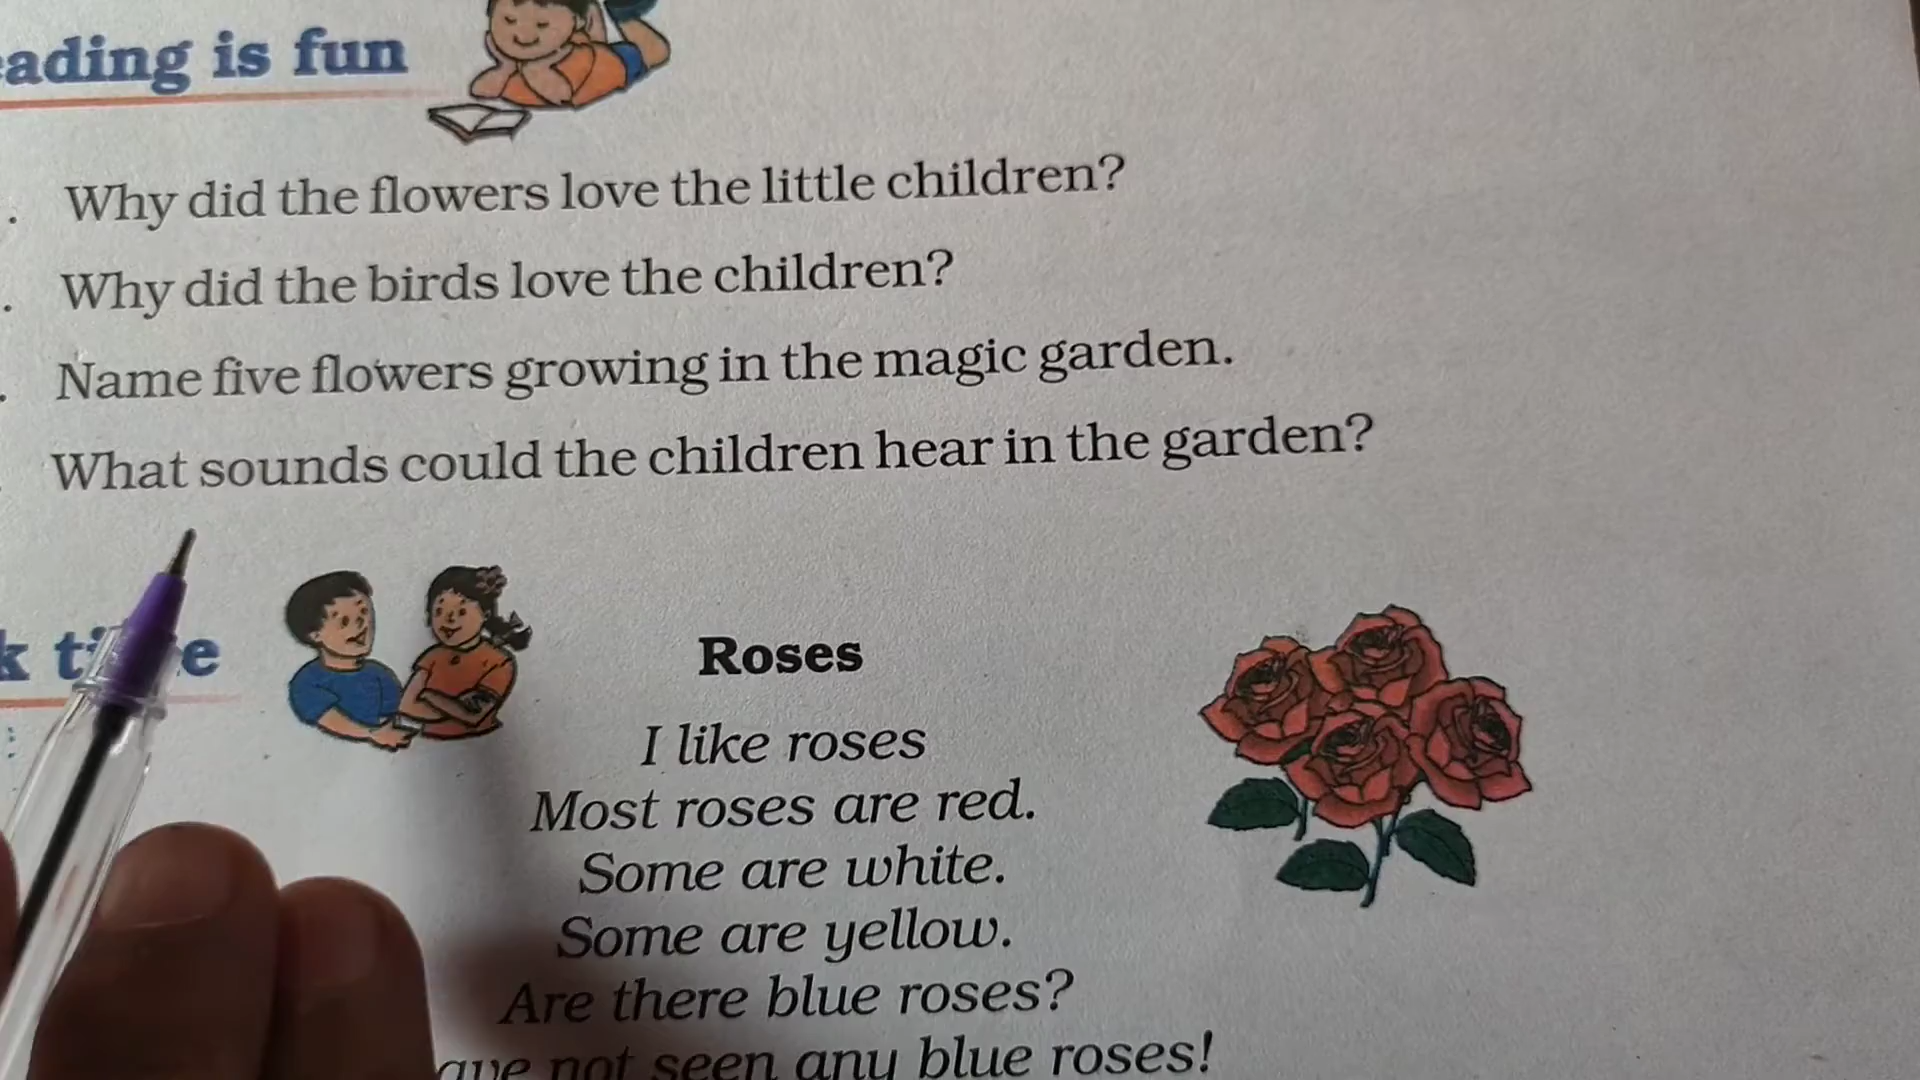 is fun
Why did the flowers love the little children?
Why did the birds love the children?
Name five flowers growing in the magic garden.
What sounds could the children hear in the garden?
Roses
I like roses
Most roses are red.
Some are white.
Some are yellow.
Are there blue roses?
not seen any blue roses!